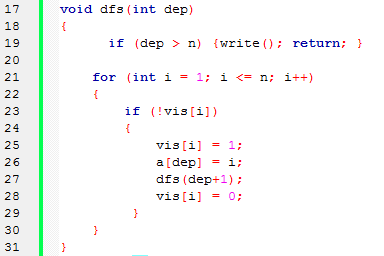 17 void dfs(int dep)
18 {
19 if (dep > n) {write(); return; }
20
21 for (int i = 1; i <= n; i++)
22 {
23 if (!vis[i])
24 {
25 vis[i] = 1;
26 a[dep] = i;
27 dfs(dep+1);
28 vis[i] = 0;
29 }
30 }
31 }